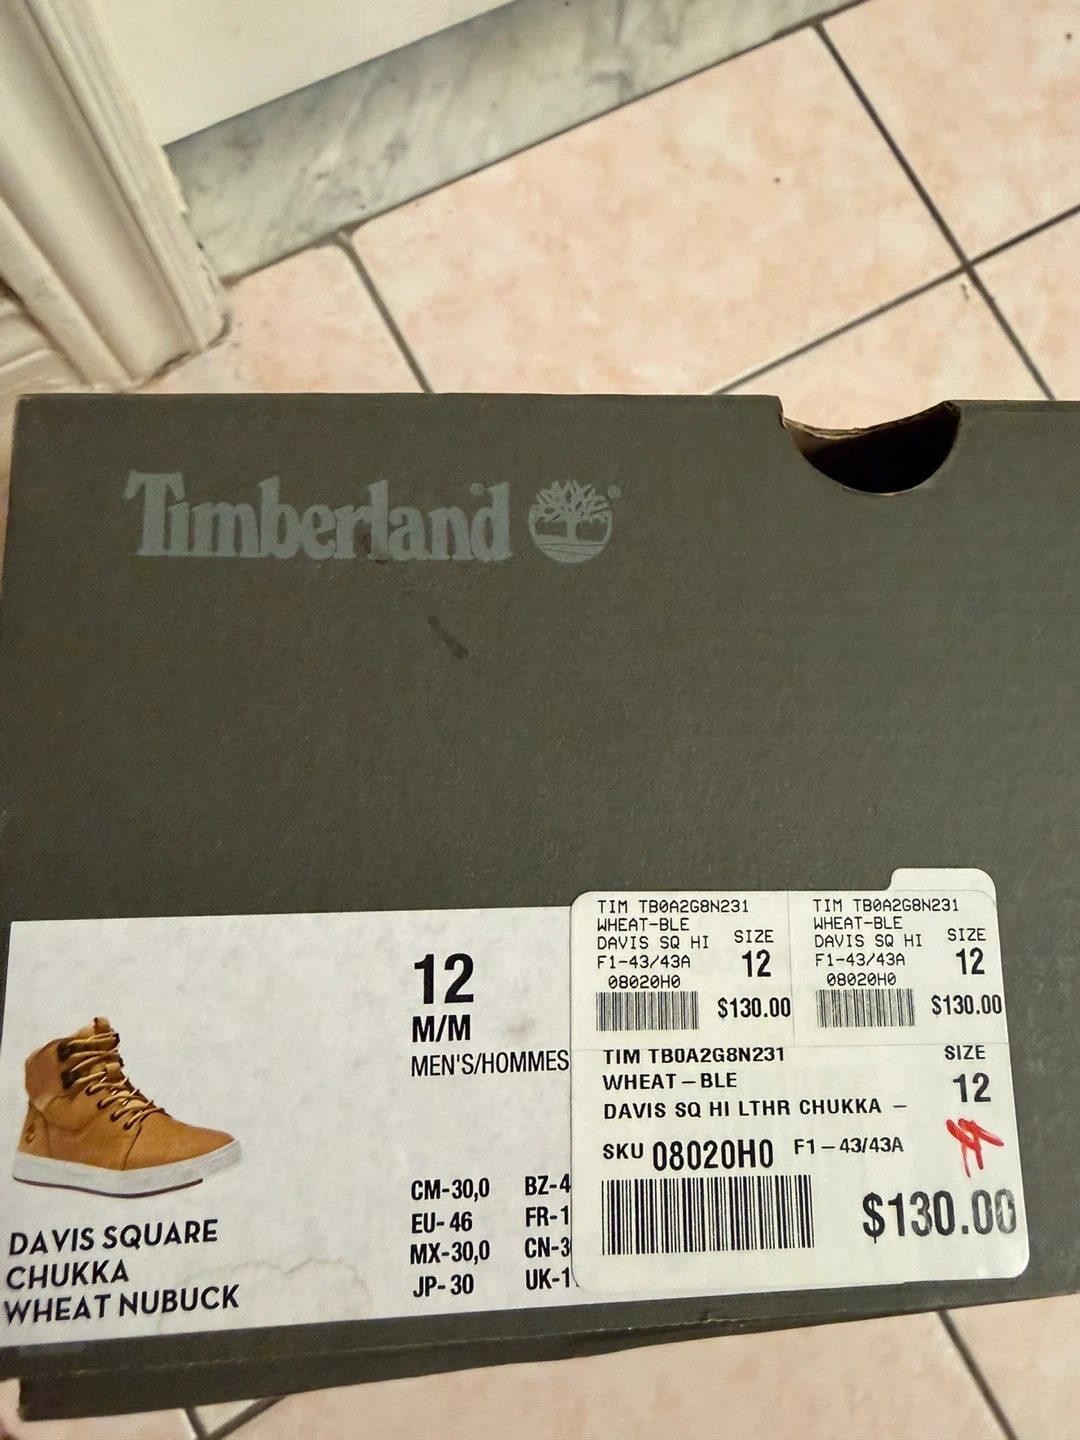 Timberland
12
M/M
MEN'S/HOMMES
CM-30,0
EU-46
MX-30,0
JP-30
DAVIS SQUARE
CHUKKA
WHEAT NUBUCK
TIM TB0A2G8N231
WHEAT-BLE
DAVIS SQ HI SIZE
F1-43/43A 12
08020H0
$130.00
TIM TB0A2G8N231
WHEAT-BLE
DAVIS SQ HI SIZE
F1-43/43A 12
08020H0
$130.00
TIM TB0A2G8N231 SIZE
WHEAT-BLE 12
DAVIS SQ HI LTHR CHUKKA -
SKU 08020H0 F1-43/43A
$130.00